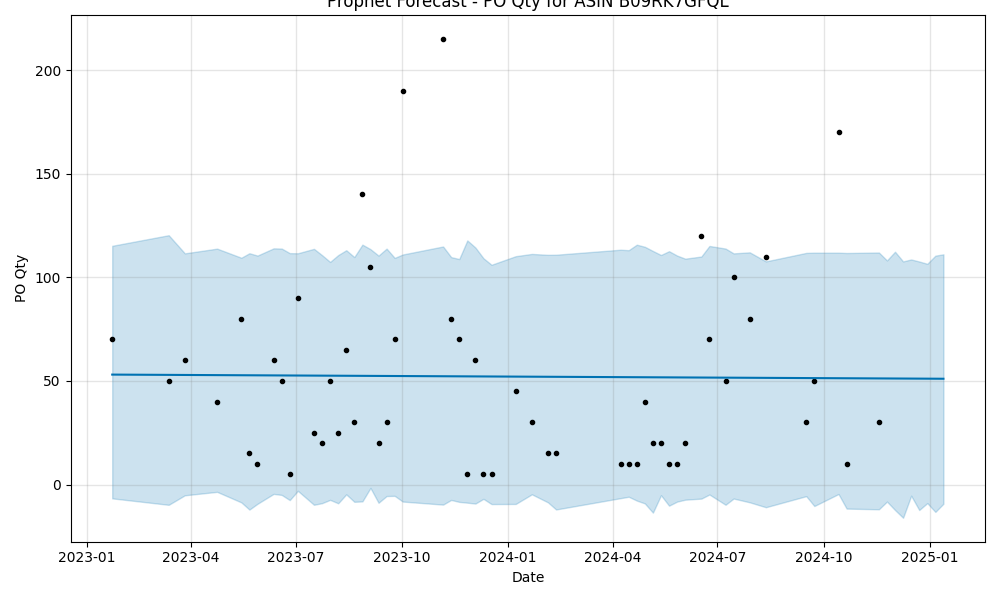 Prophet Forecast - PO Qty for ASIN B09RK7GFQL
PO Qty
200
150
100
50
0
2023-01 2023-04 2023-07 2023-10 2024-01 2024-04 2024-07 2024-10 2025-01
Date